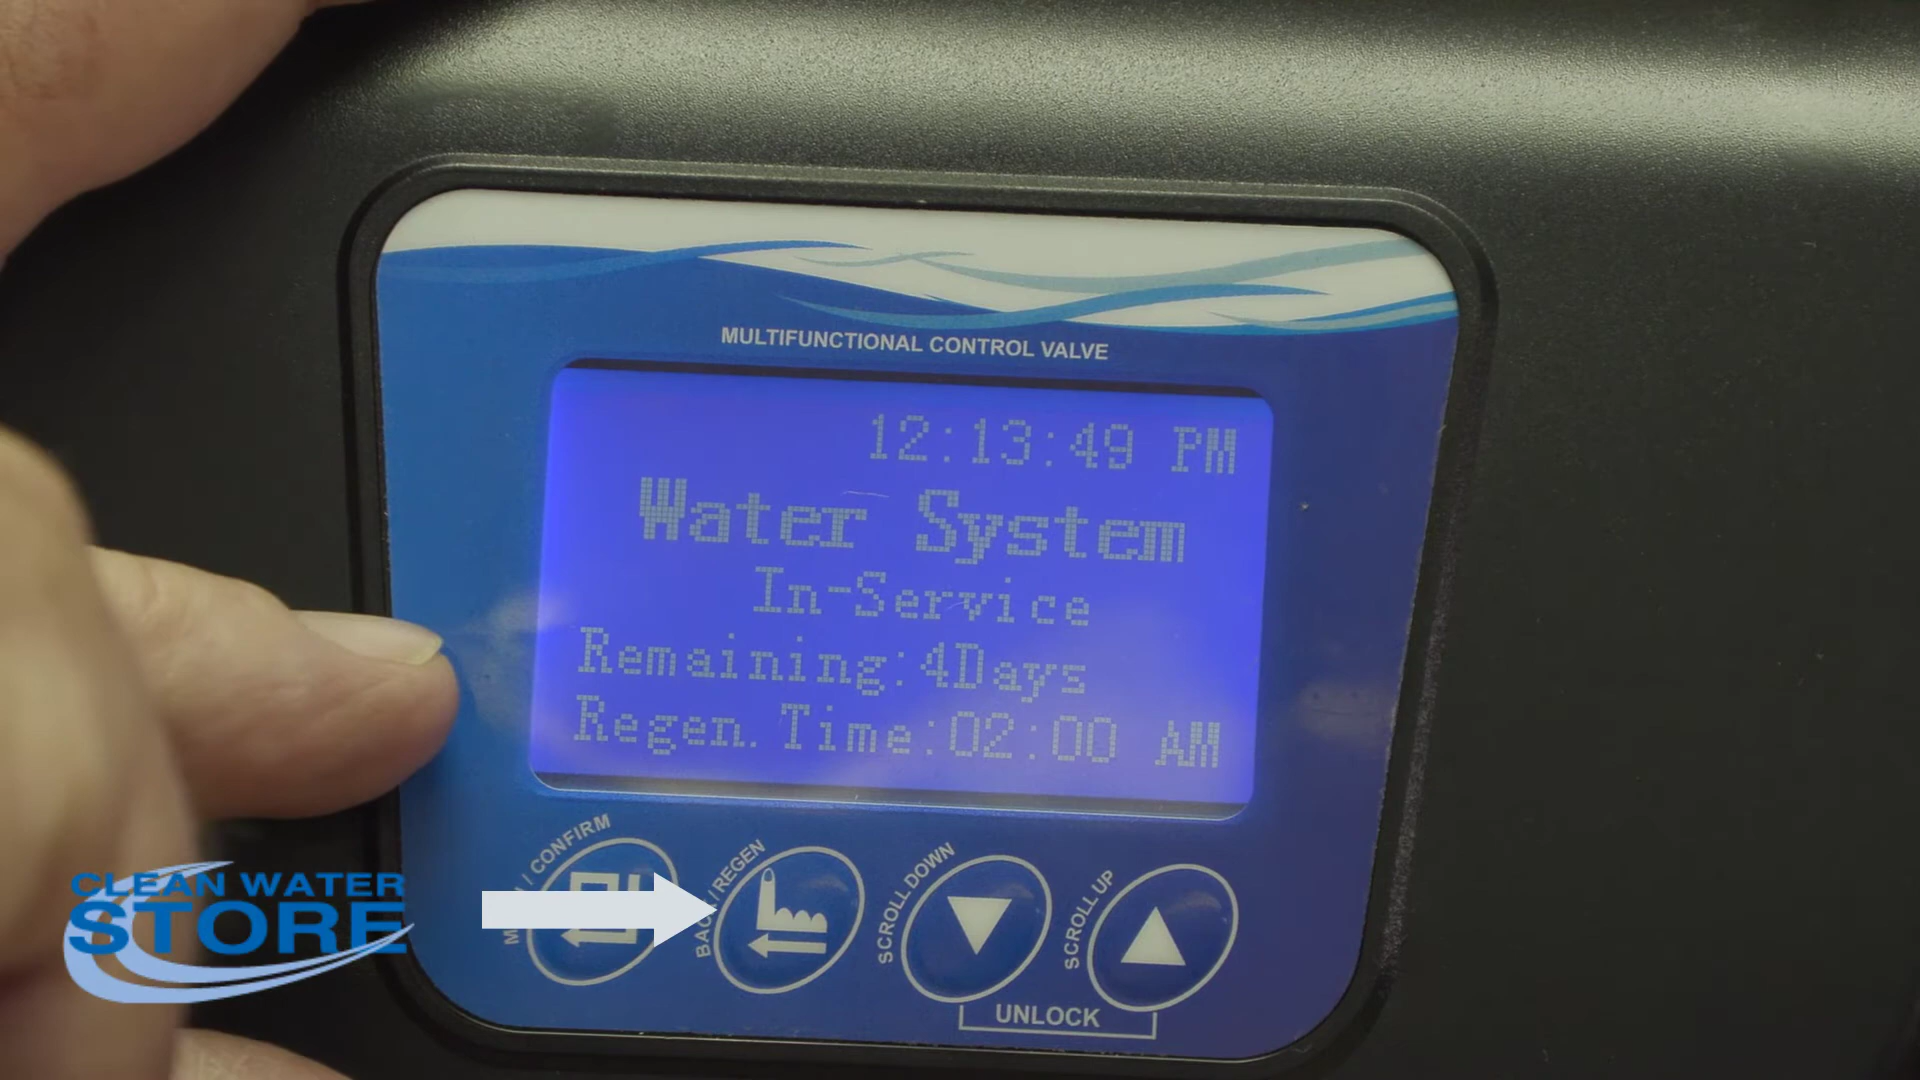 MULTIFUNCTIONAL CONTROL VALVE
12:13:49 PM
Water System
In-Service
Remaining:4Days
Regen.Time:02:00 AM
/ CONFIRM
BACK / REGEN
SCROLL DOWN
SCROLL UP
UNLOCK
CLEAN WATER
STORE